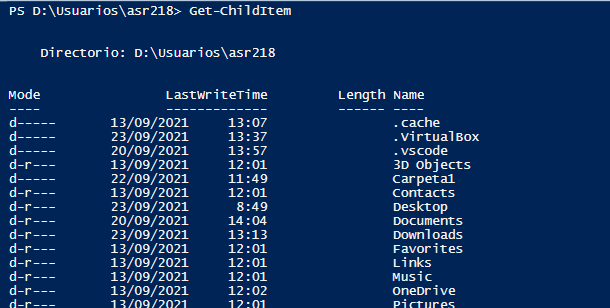 PS D:\Usuarios\asr218> Get-ChildItem
Directorio: D:\Usuarios\asr218
Mode LastWriteTime Length Name
---- ------------- ------ ----
d----- 13/09/2021 13:07 .cache
d----- 23/09/2021 13:37 .VirtualBox
d----- 20/09/2021 13:57 .vscode
d-r--- 13/09/2021 12:01 3D Objects
d----- 22/09/2021 11:49 Carpeta1
d-r--- 13/09/2021 12:01 Contacts
d-r--- 23/09/2021 8:49 Desktop
d-r--- 20/09/2021 14:04 Documents
d-r--- 23/09/2021 13:13 Downloads
d-r--- 13/09/2021 12:01 Favorites
d-r--- 13/09/2021 12:01 Links
d-r--- 13/09/2021 12:01 Music
d-r--- 13/09/2021 12:02 OneDrive
d-r--- 13/09/2021 12:01 Pictures